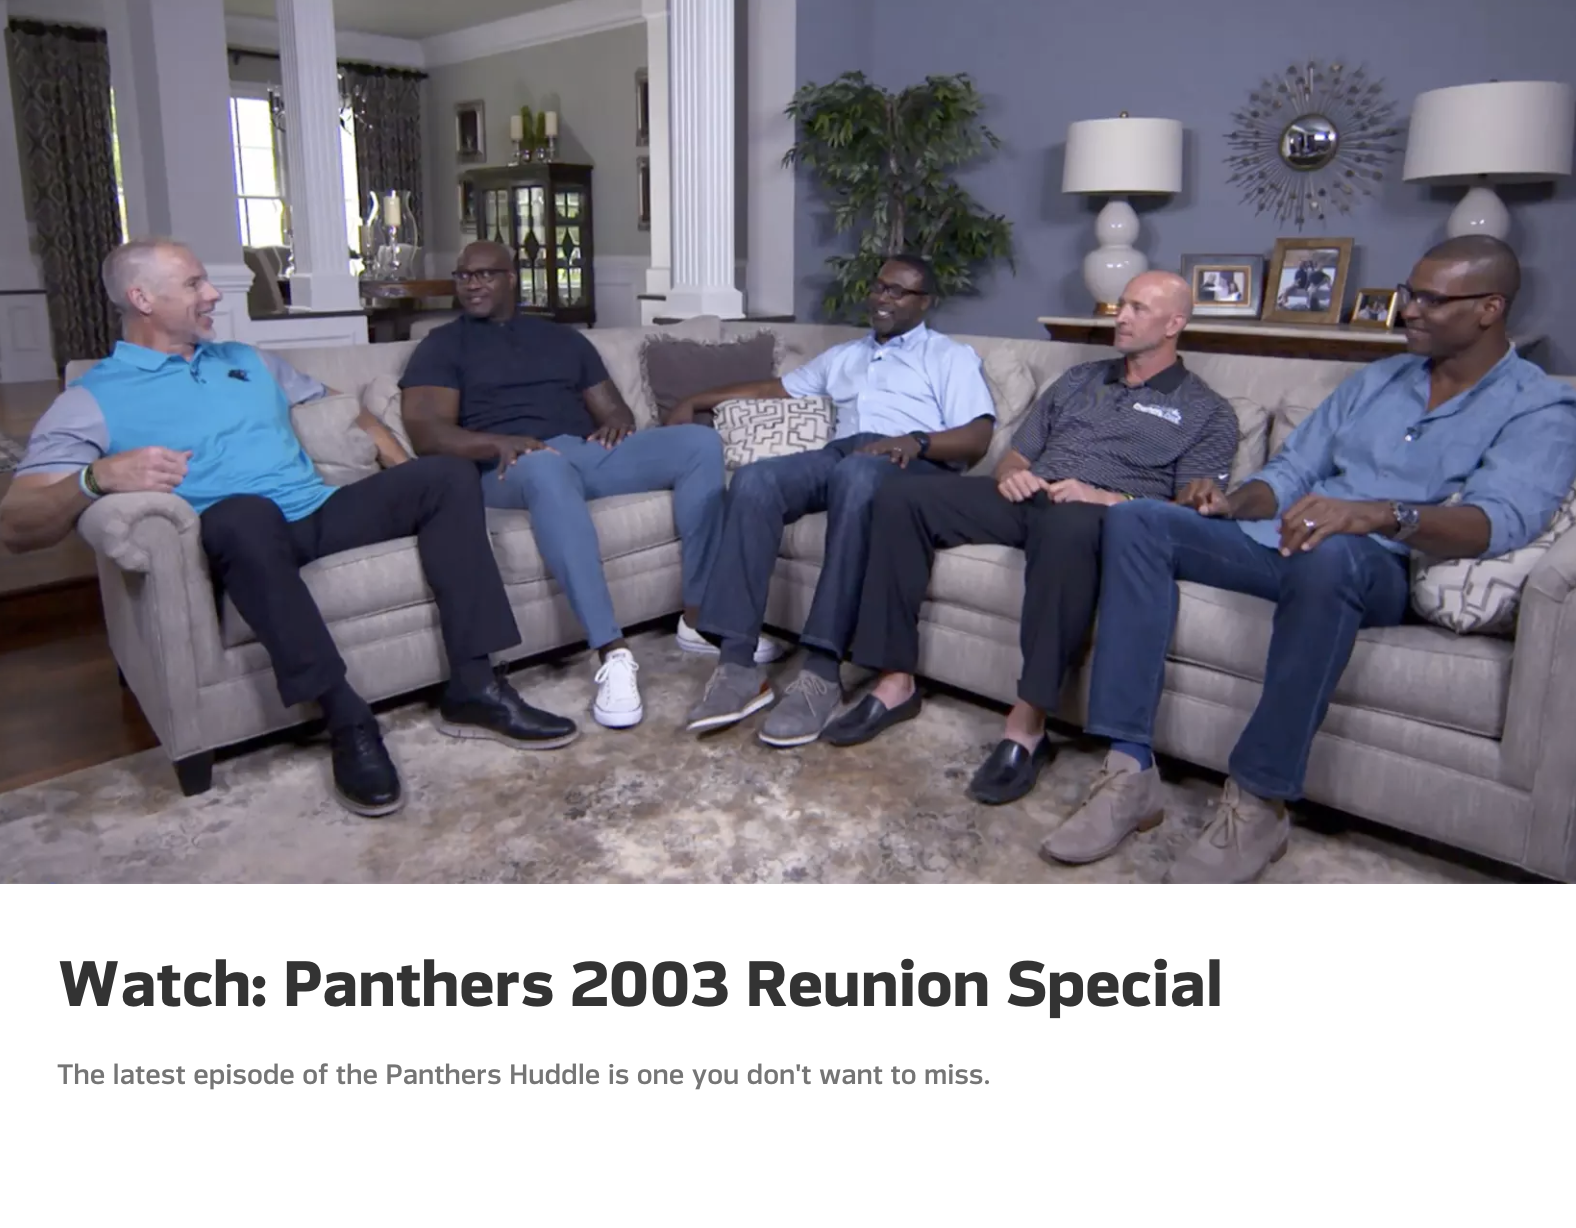 Watch: Panthers 2003 Reunion Special
The latest episode of the Panthers Huddle is one you don't want to miss.